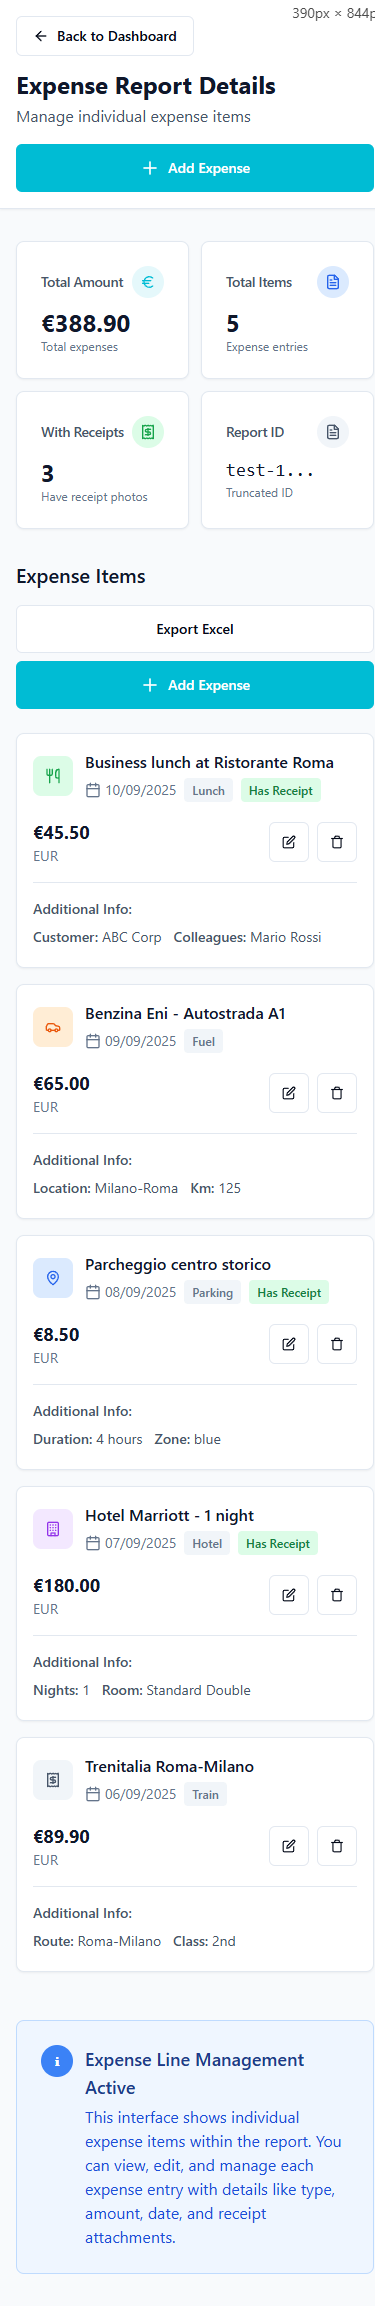 390px × 844p
Back to Dashboard
Expense Report Details
Manage individual expense items
Add Expense
Total Amount
€388.90
Total expenses
Total Items
5
Expense entries
With Receipts
3
Have receipt photos
Report ID
test-1...
Truncated ID
Expense Items
Export Excel
Add Expense
Business lunch at Ristorante Roma
10/09/2025 Lunch Has Receipt
€45.50
EUR
Additional Info:
Customer: ABC Corp Colleagues: Mario Rossi
Benzina Eni - Autostrada A1
09/09/2025 Fuel
€65.00
EUR
Additional Info:
Location: Milano-Roma Km: 125
Parcheggio centro storico
08/09/2025 Parking Has Receipt
€8.50
EUR
Additional Info:
Duration: 4 hours Zone: blue
Hotel Marriott - 1 night
07/09/2025 Hotel Has Receipt
€180.00
EUR
Additional Info:
Nights: 1 Room: Standard Double
Trenitalia Roma-Milano
06/09/2025 Train
€89.90
EUR
Additional Info:
Route: Roma-Milano Class: 2nd
Expense Line Management
Active
This interface shows individual
expense items within the report. You
can view, edit, and manage each
expense entry with details like type,
amount, date, and receipt
attachments.